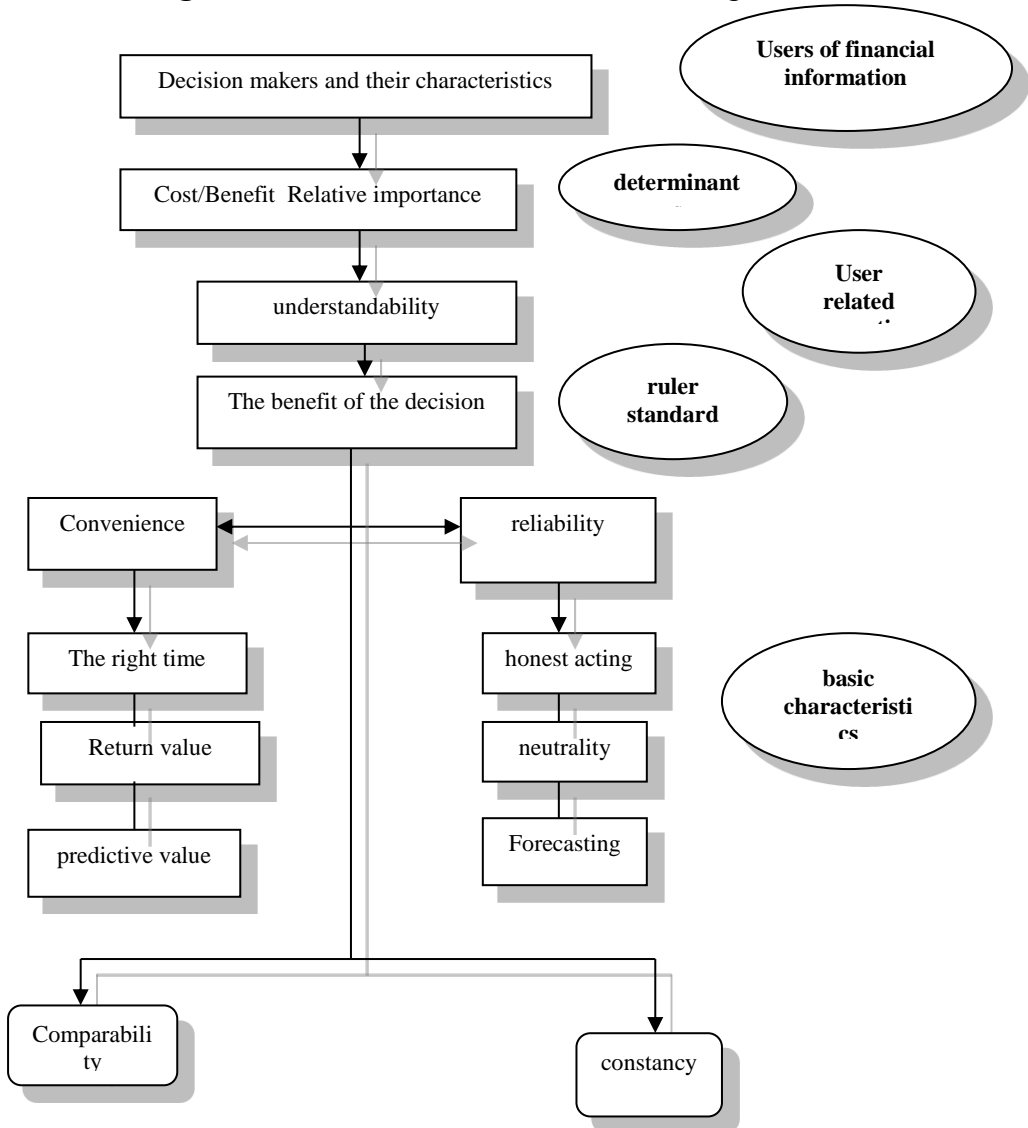 Decision makers and their characteristics
Users of financial
information
Cost/Benefit Relative importance
determinant
understandability
User
related
The benefit of the decision
ruler
standard
Convenience
reliability
The right time
honest acting
basic
characteristi
cs
Return value
neutrality
predictive value
Forecasting
Comparabili
ty
constancy